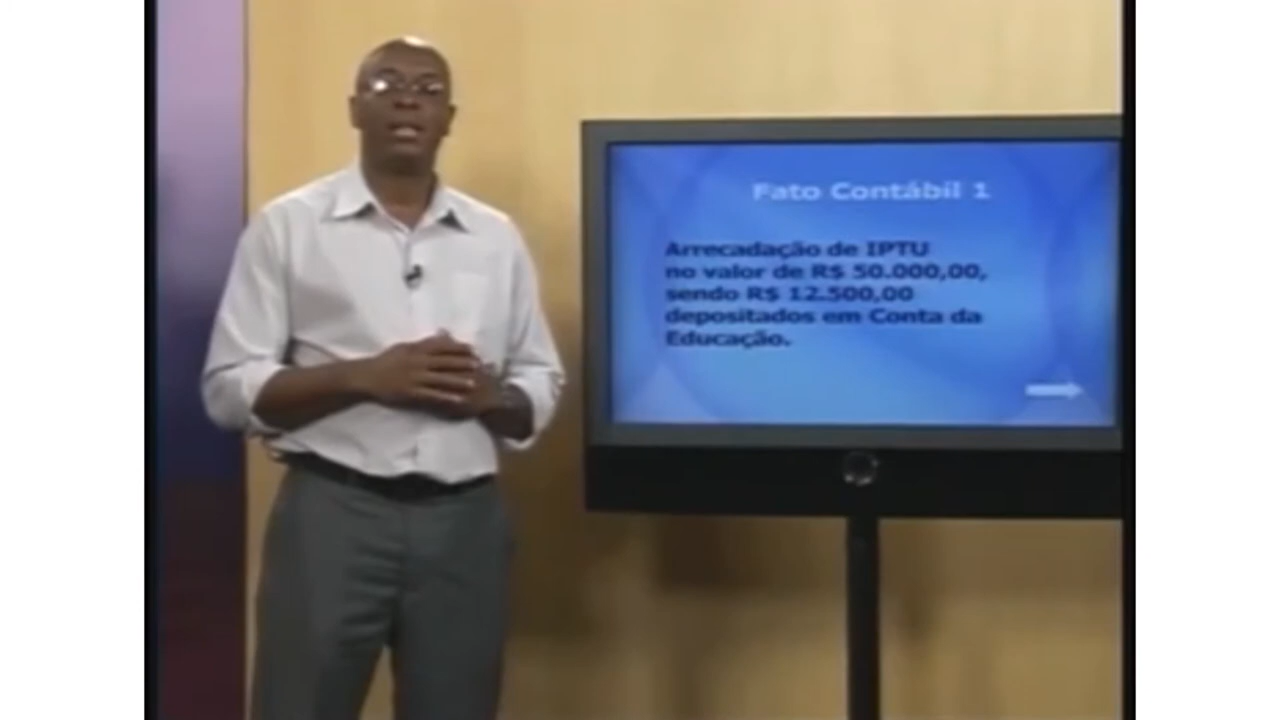 Fato Contábil 1
Arrecadação de IPTU
no valor de R$ 50.000,00,
sendo R$ 12.500,00
depositados em Conta da
Educação.